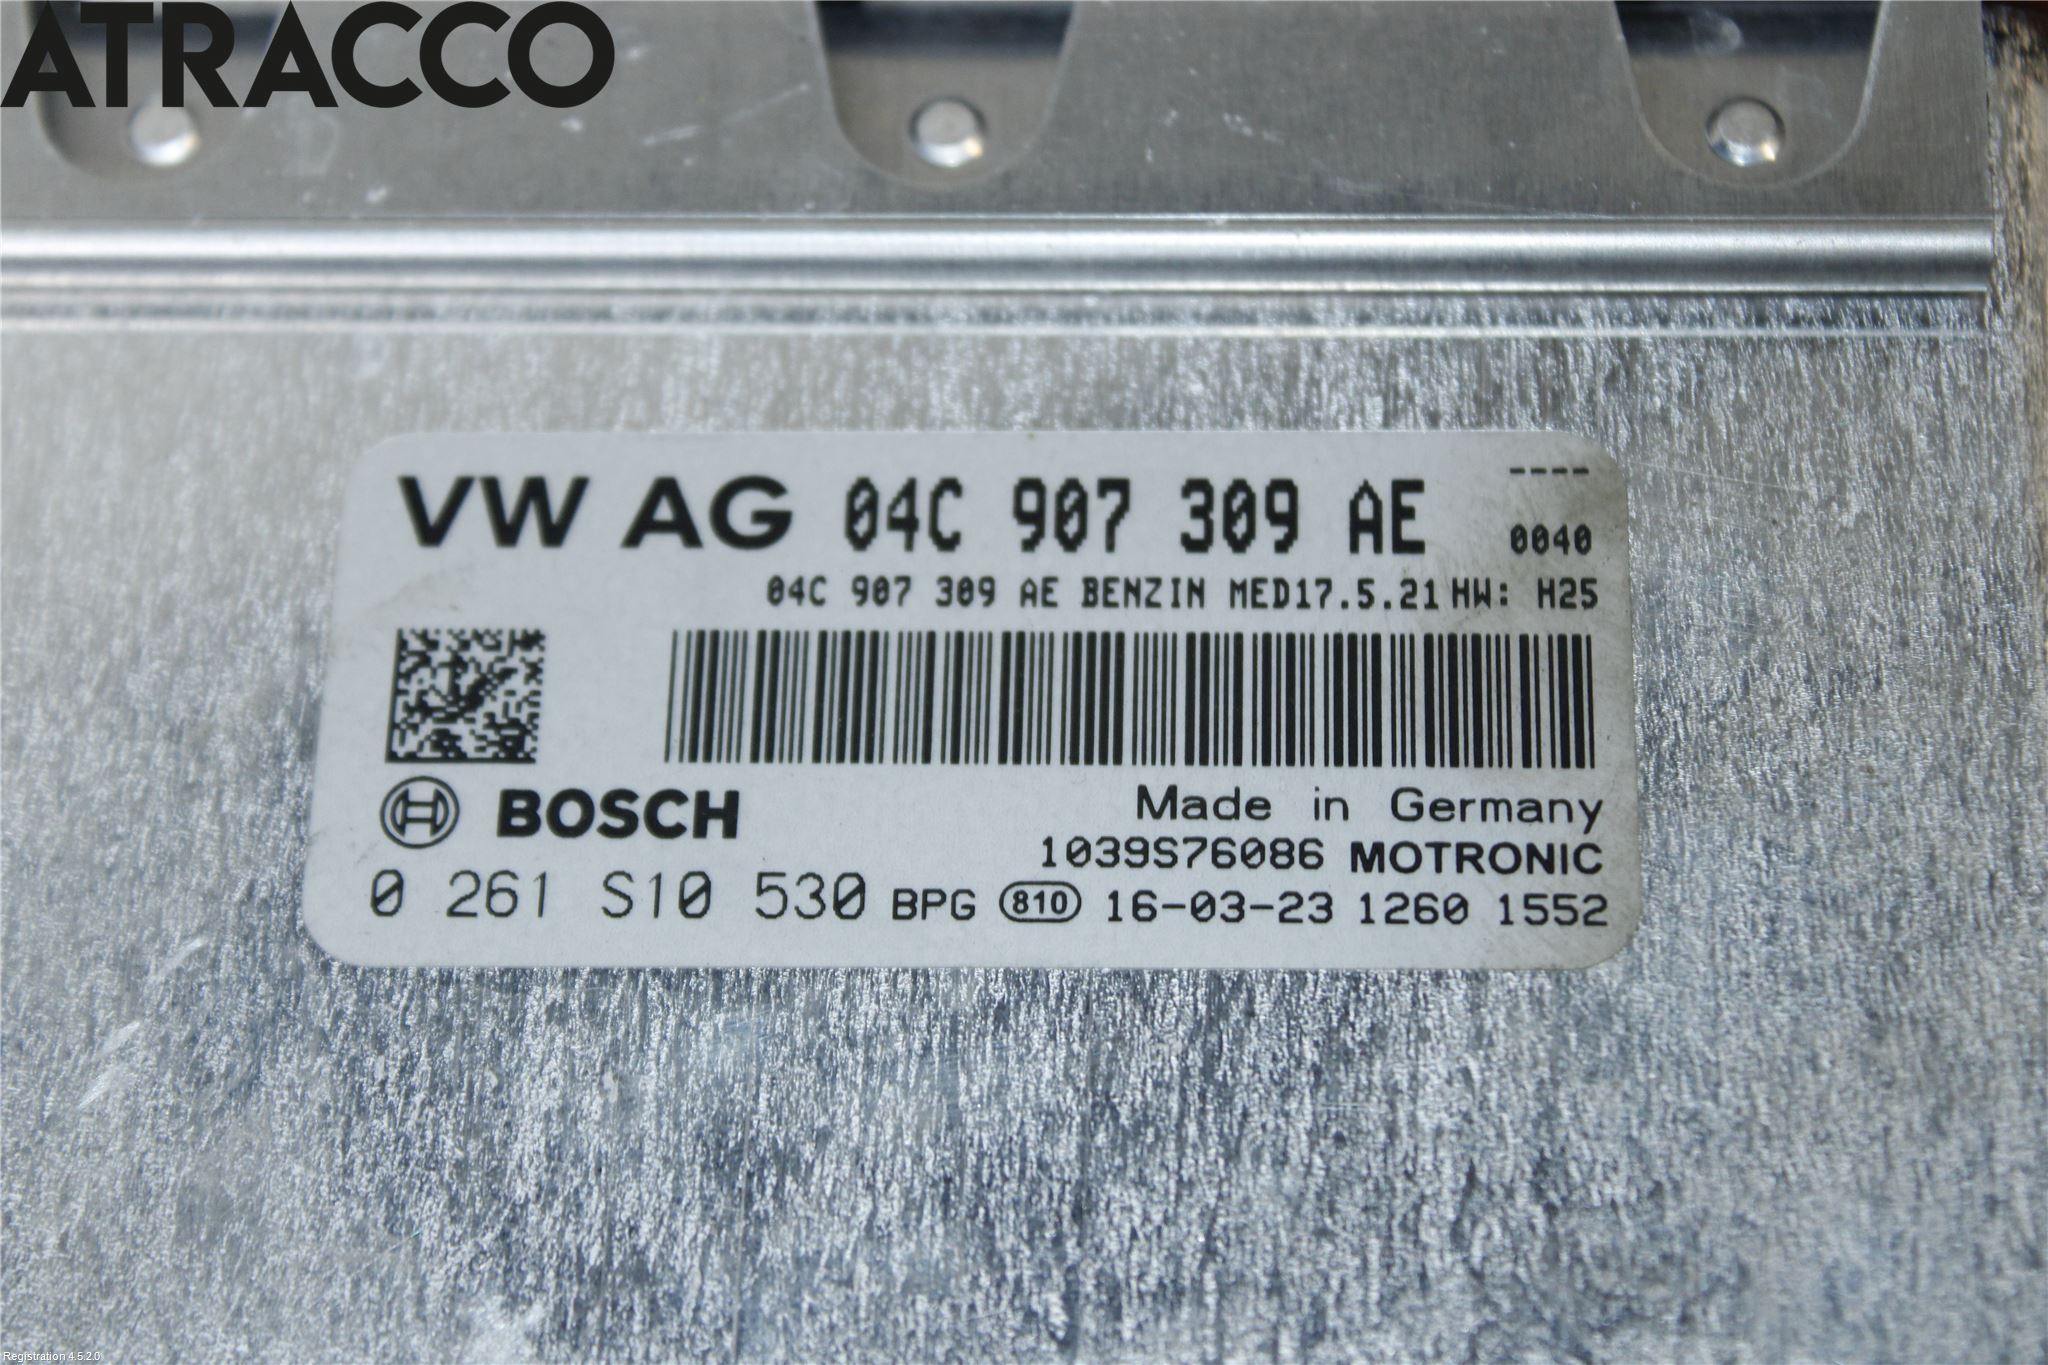 ATRACCO
VW AG 04C 907 309 AE ----
0040
04C 907 309 AE BENZIN MED17.5.21 HW: H25
BOSCH
Made in Germany
1039S76086 MOTRONIC
0 261 S10 530 BPG 810 16-03-23 1260 1552
Registration 4.5.2.0